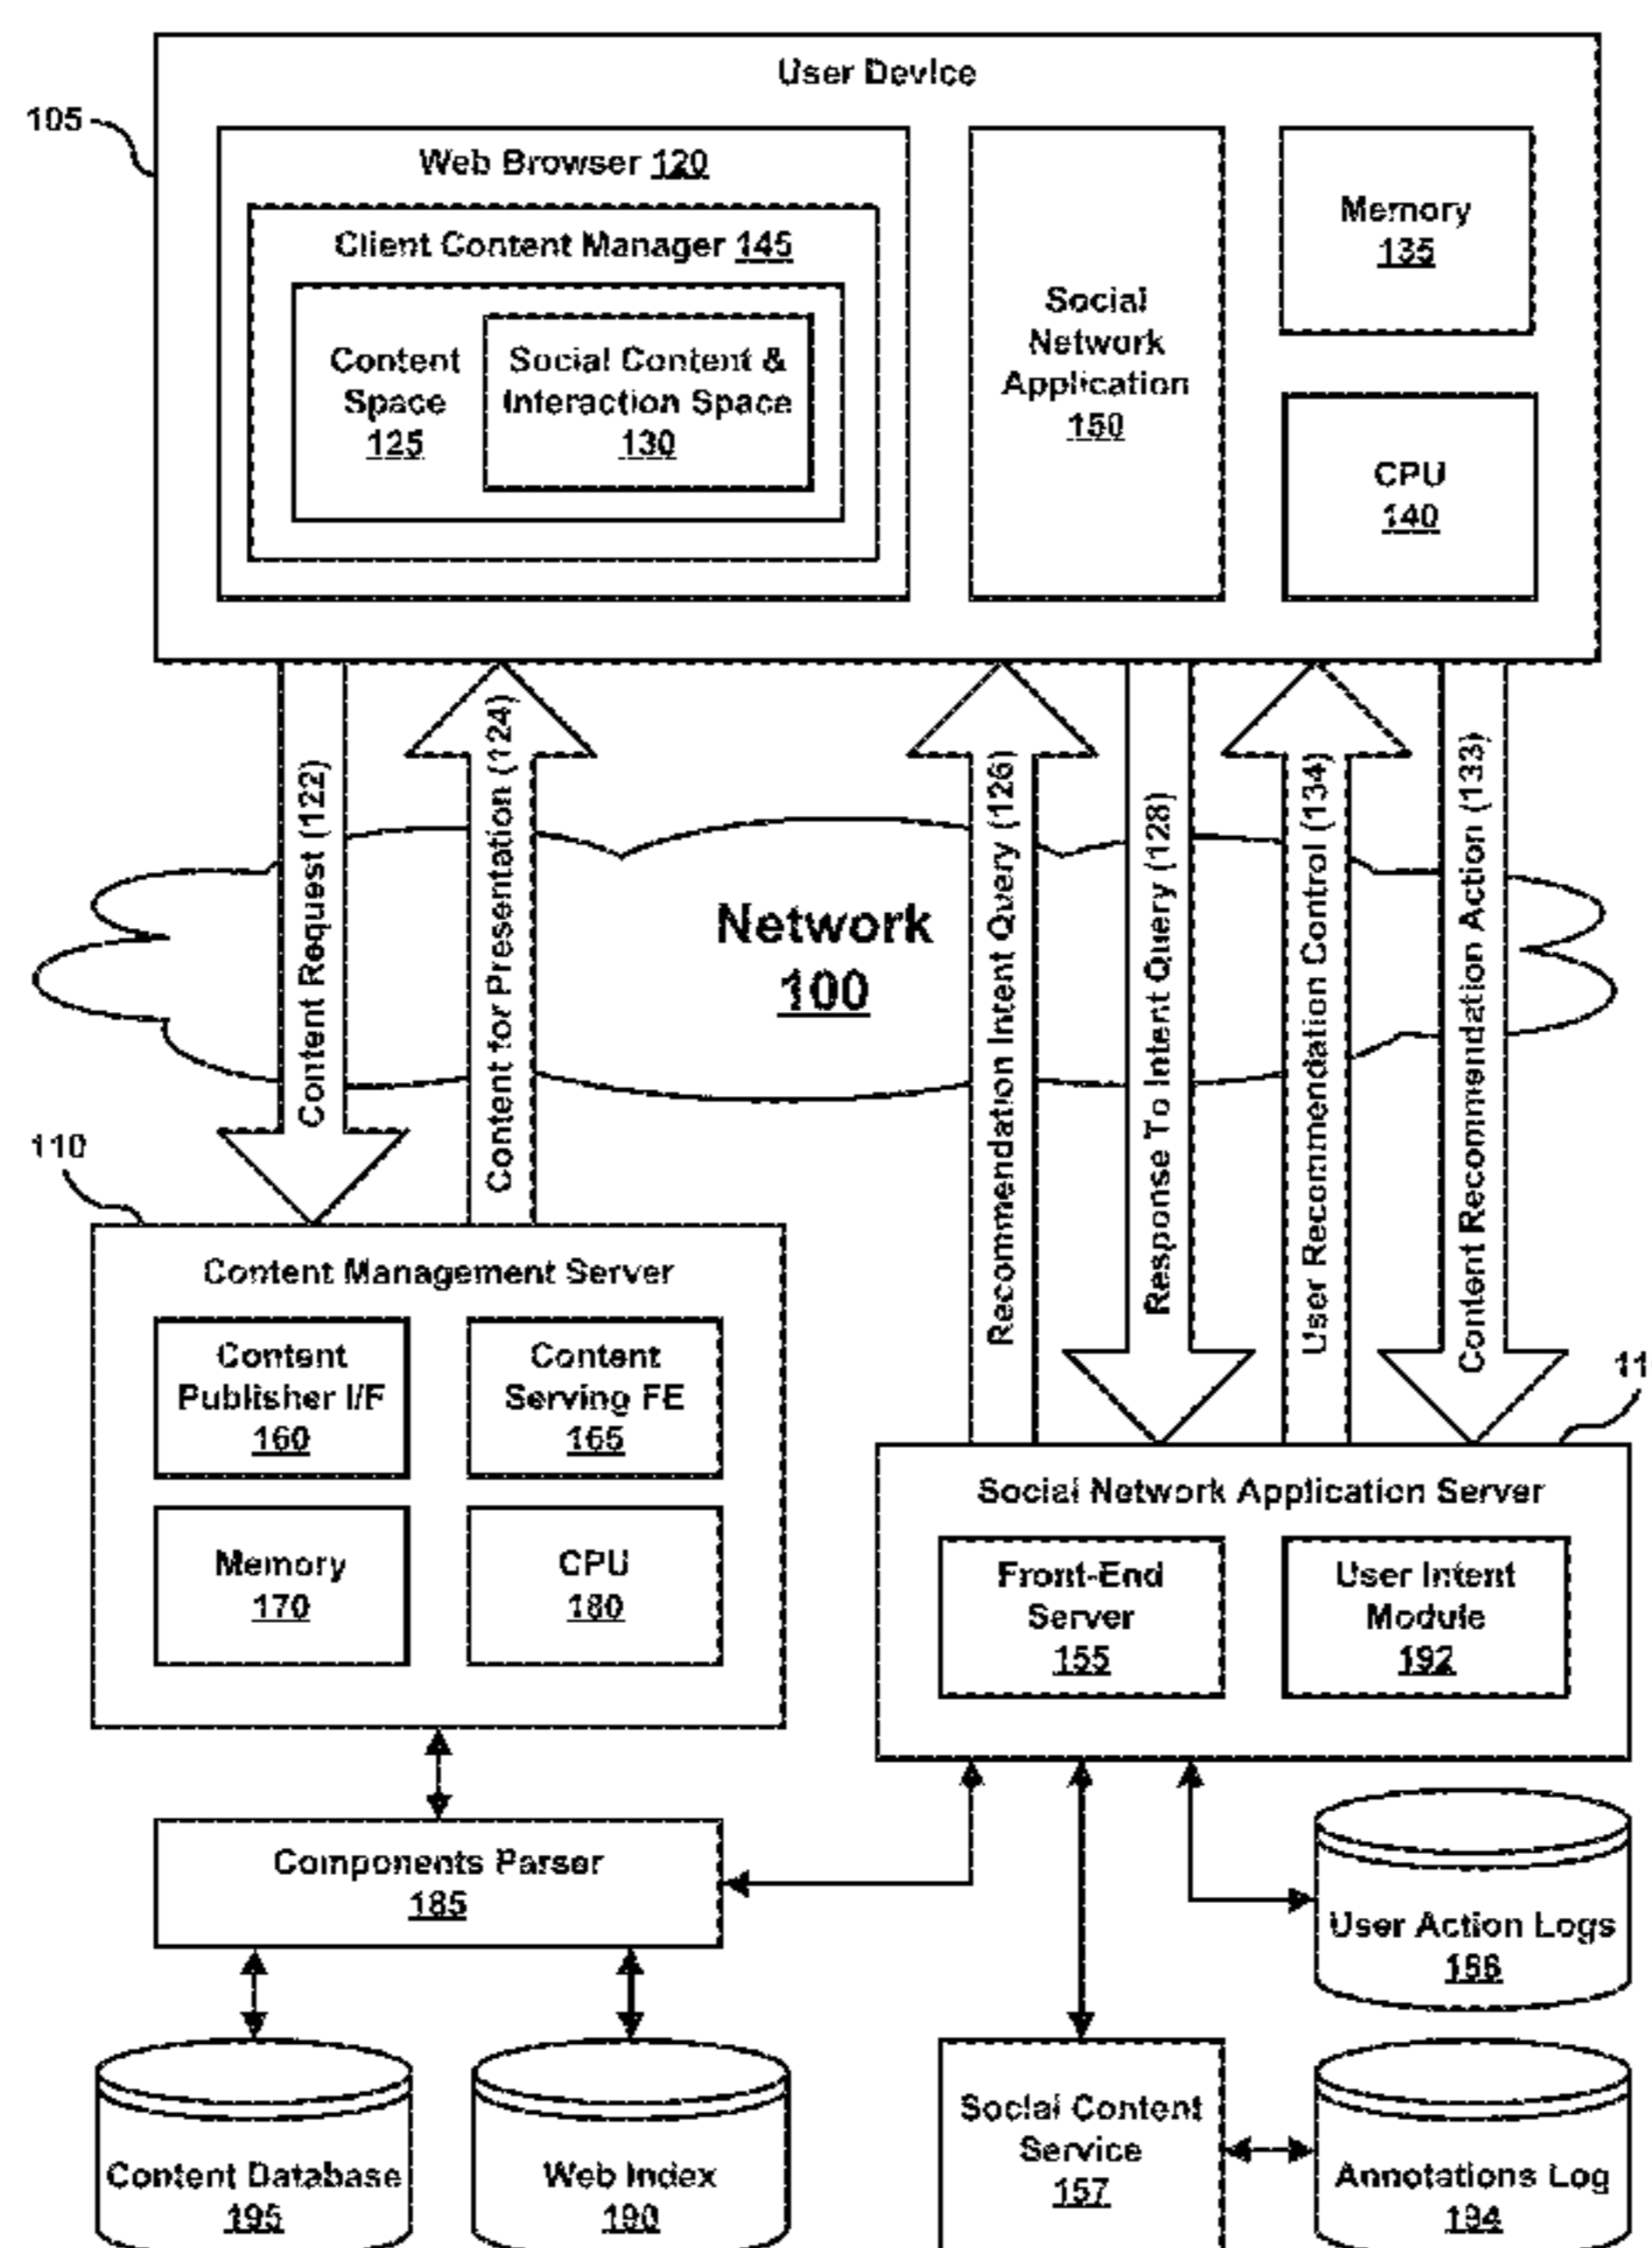 User Device
105
Web Browser 120
Client Content Manager 145
Content
Space
125
Social Content &
Interaction Space
130
Social
Network
Application
150
Memory
135
CPU
140
Content Request (122)
Content for Presentation (124)
Recommendation Intent Query (126)
Response To Intent Query (128)
User Recommendation Control (134)
Content Recommendation Action (133)
Network
100
110
Content Management Server
Content
Publisher I/F
160
Content
Serving FE
165
Memory
170
CPU
180
11
Social Network Application Server
Front-End
Server
155
User Intent
Module
192
Components Parser
185
User Action Logs
Content Database
195
Web Index
190
Social Content
Service
157
Annotations Log
194